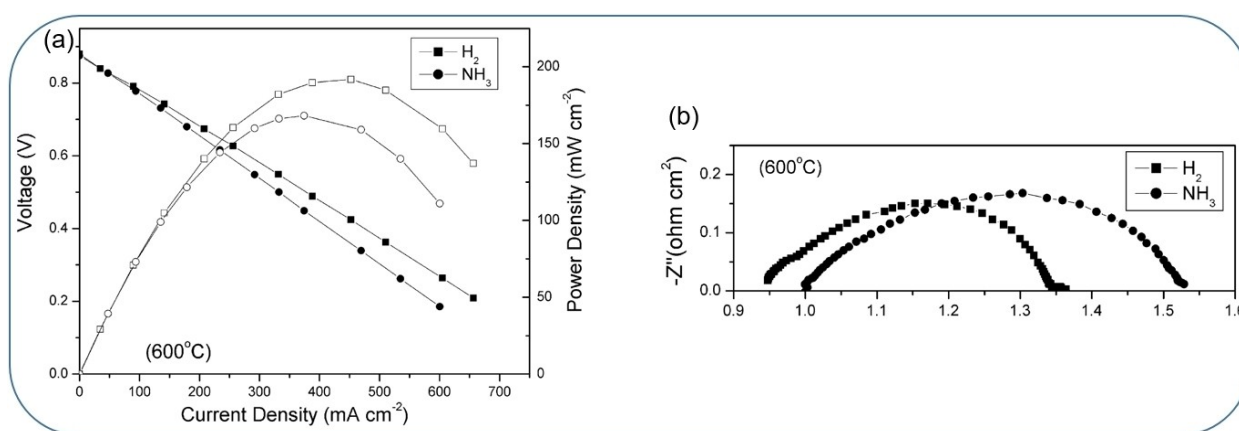 (a)
H₂
NH₃
Voltage (V)
0.8
0.6
0.4
0.2
0.0
Power Density (mW cm⁻²)
200
150
100
50
0
(600°C)
0 100 200 300 400 500 600 700
Current Density (mA cm⁻²)
(b)
(600°C)
H₂
NH₃
-Z"(ohm cm²)
0.2
0.1
0.0
0.9 1.0 1.1 1.2 1.3 1.4 1.5 1.6